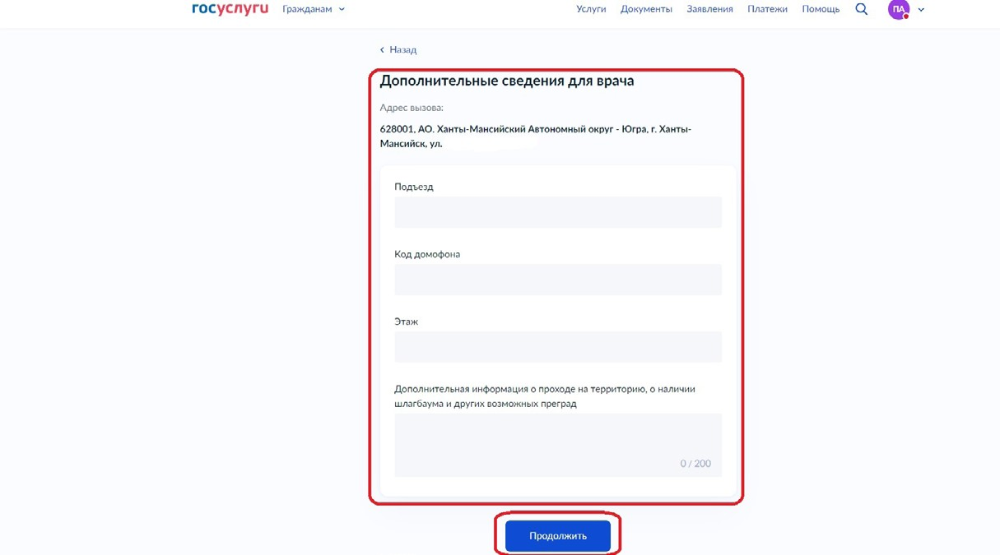 госуслуги Гражданам Услуги Документы Заявления Платежи Помощь ПА
Назад
Дополнительные сведения для врача
Адрес вызова:
628001, АО. Ханты-Мансийский Автономный округ - Югра, г. Ханты-
Мансийск, ул.
Подъезд
Код домофона
Этаж
Дополнительная информация о проходе на территорию, о наличии
шлагбаума и других возможных преград
0 / 200
Продолжить